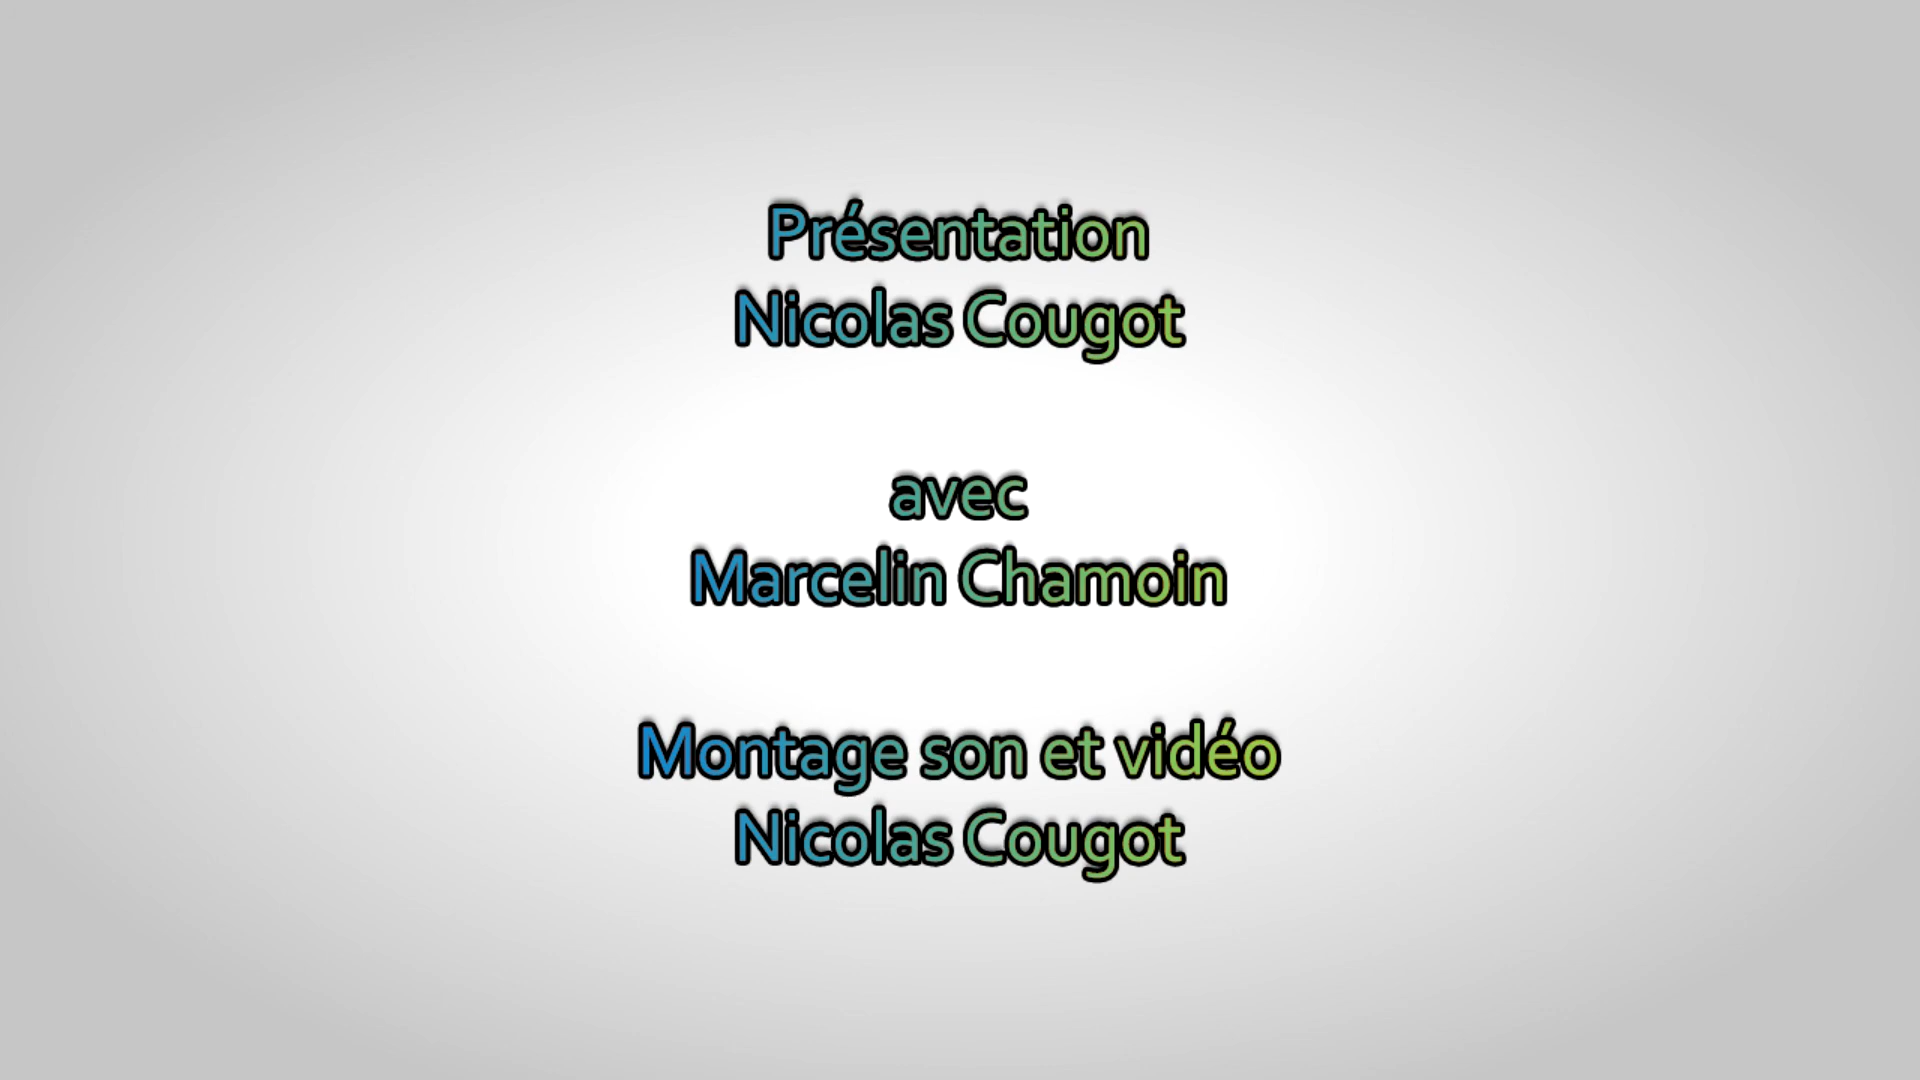 Présentation
Nicolas Cougot
avec
Marcelin Chamoin
Montage son et vidéo
Nicolas Cougot